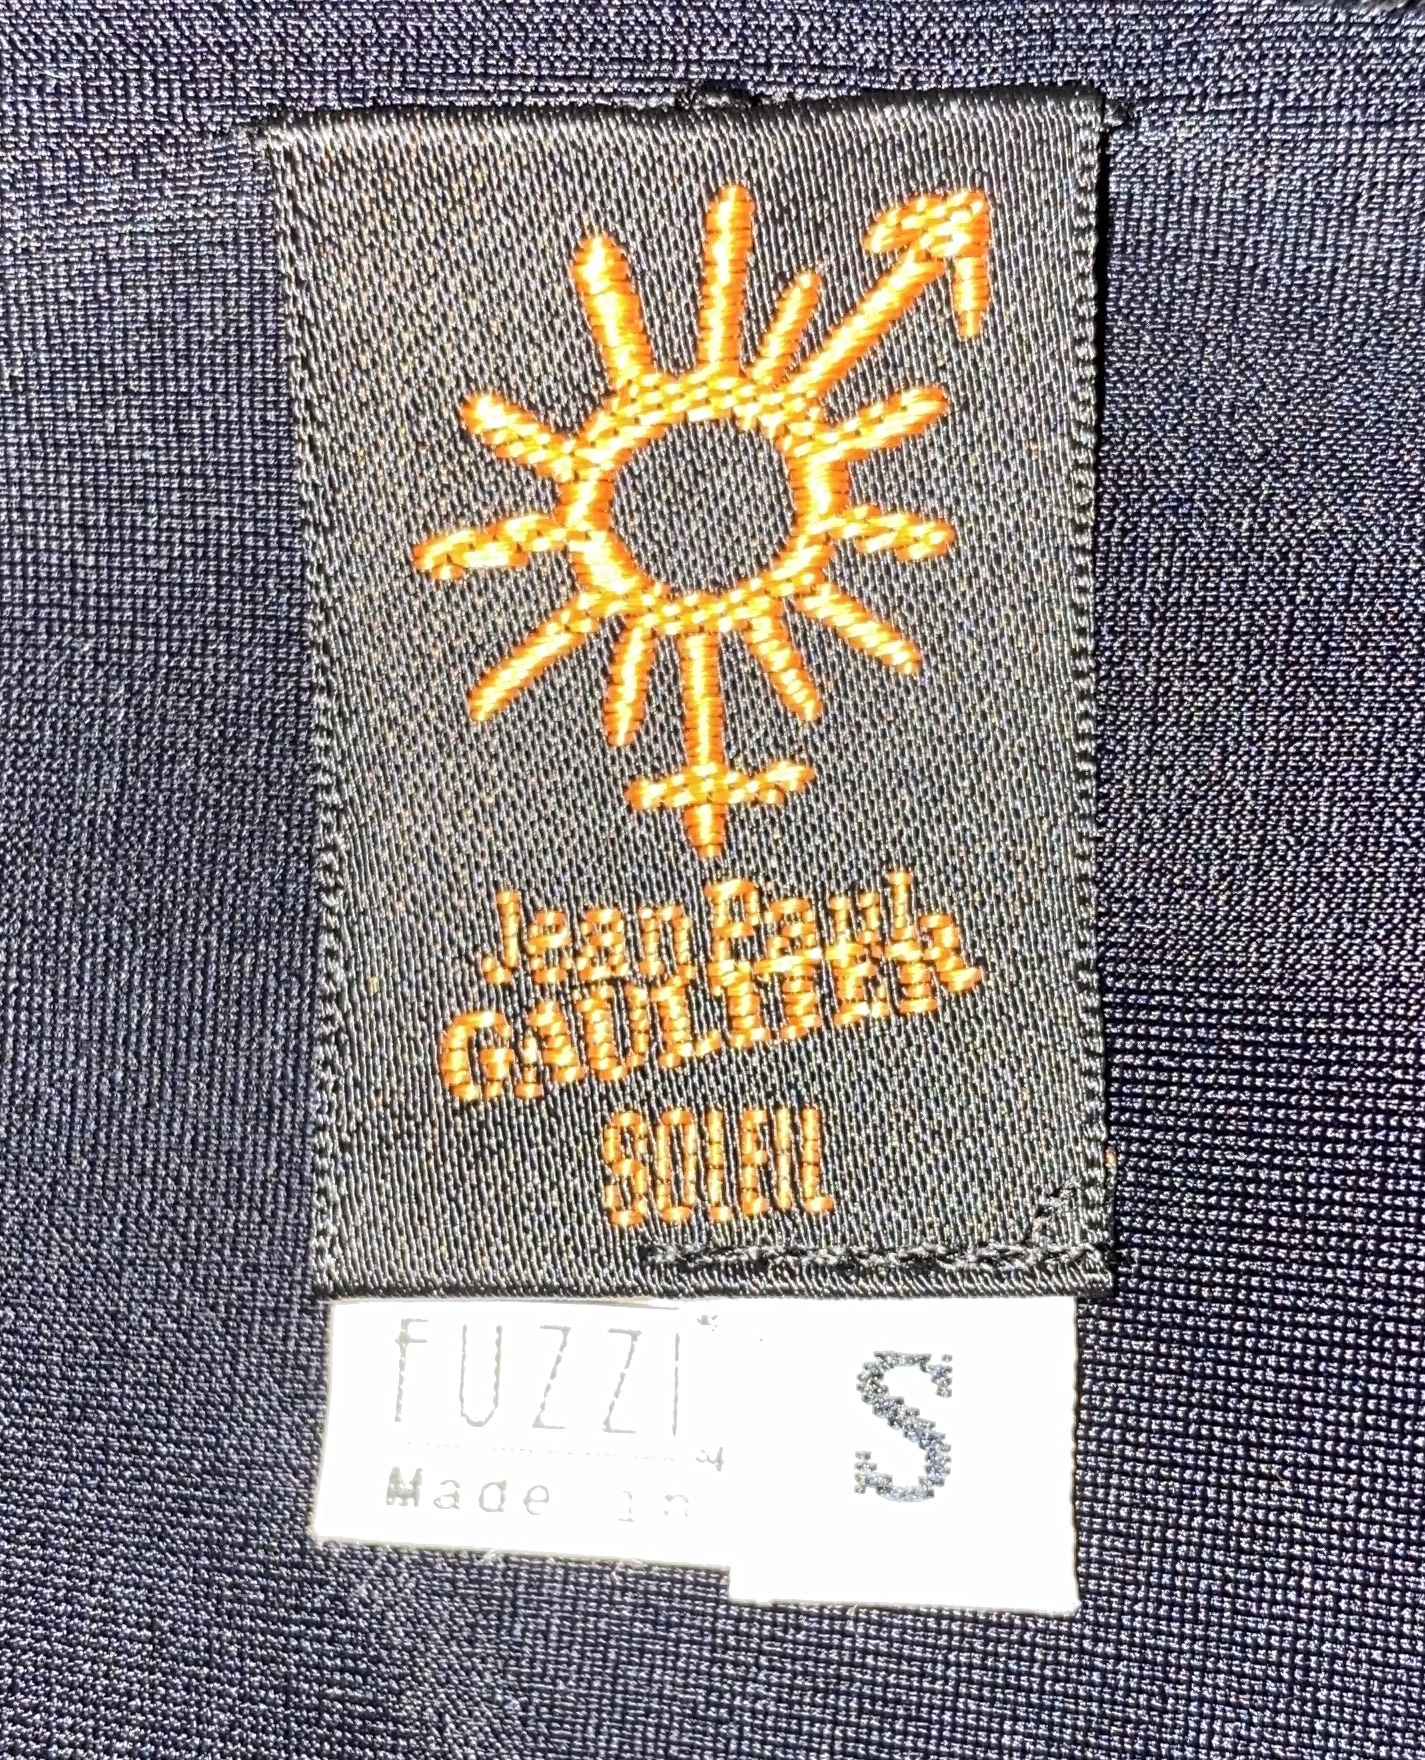 Jean Paul
GAULTIER
SOLEIL
FUZZI
Made in
S